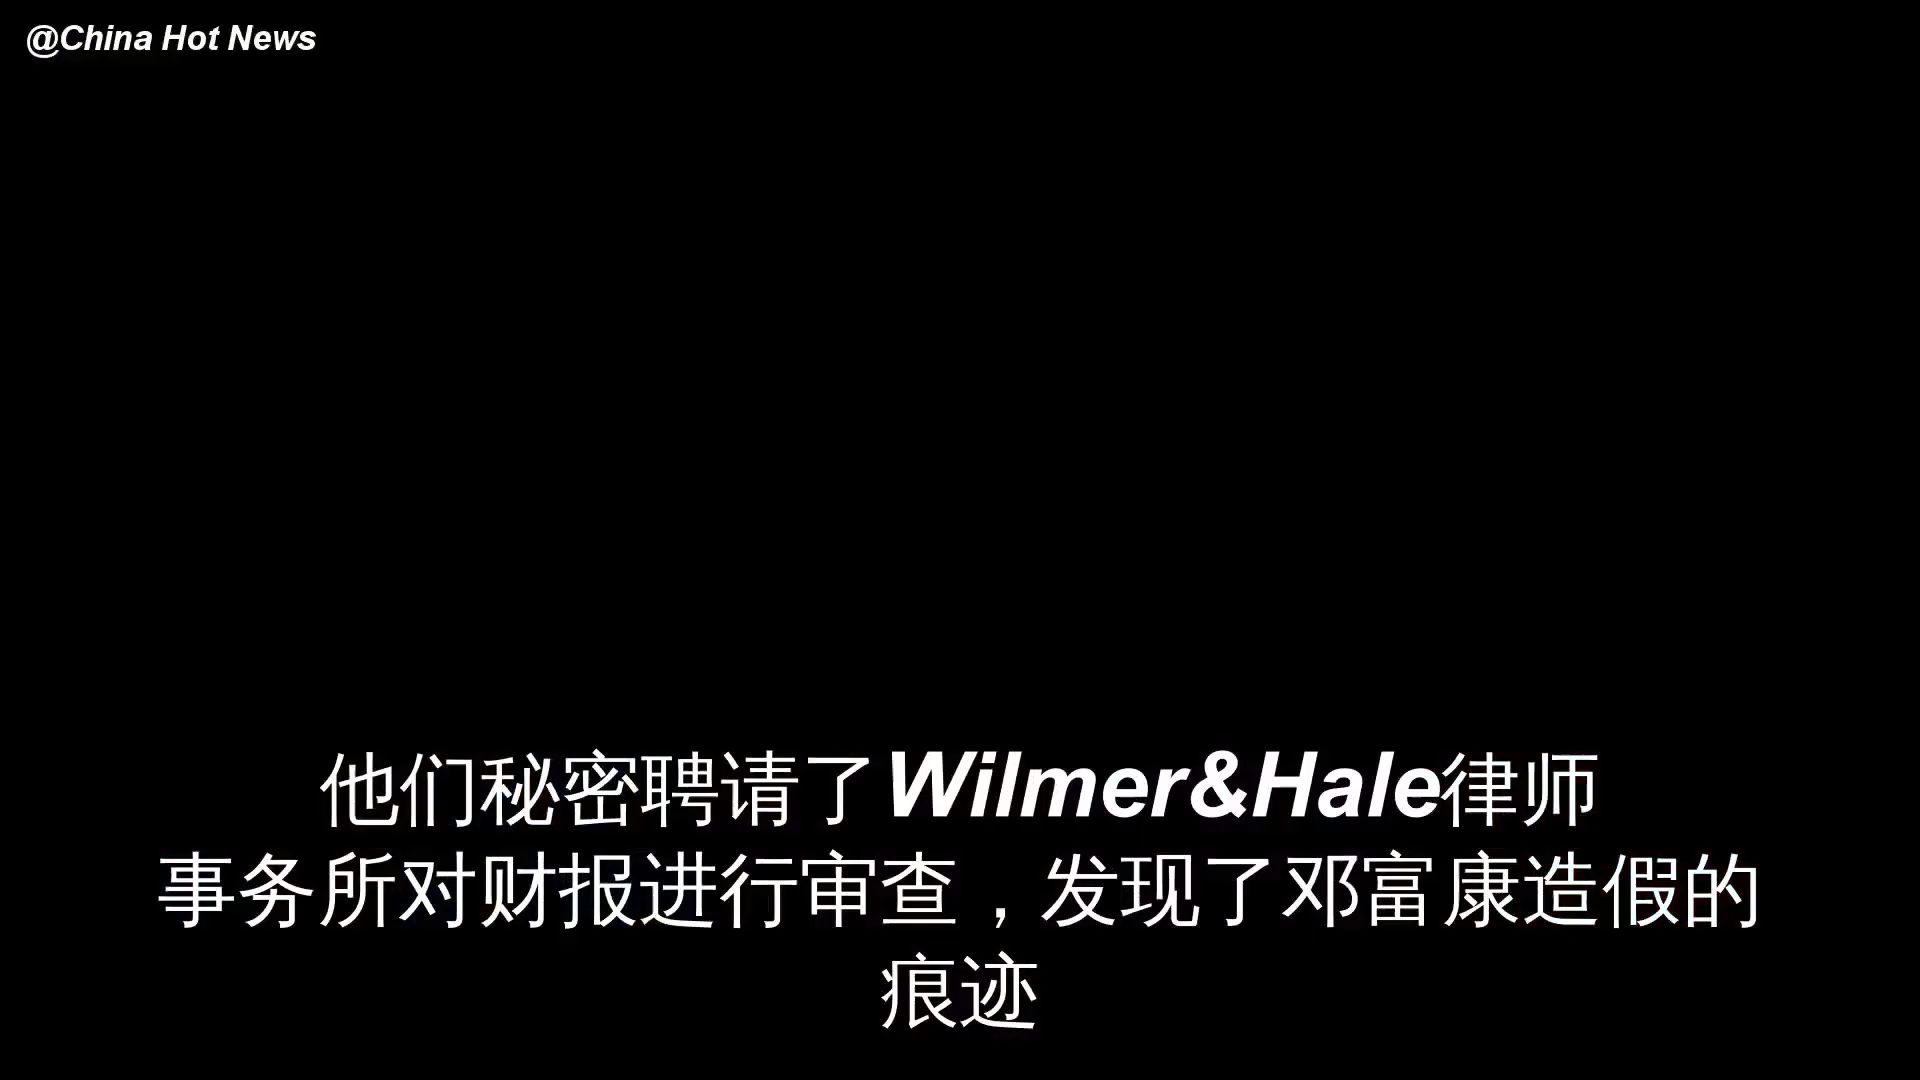 @China Hot News
他们秘密聘请了Wilmer&Hale律师
事务所对财报进行审查，发现了邓富康造假的
痕迹